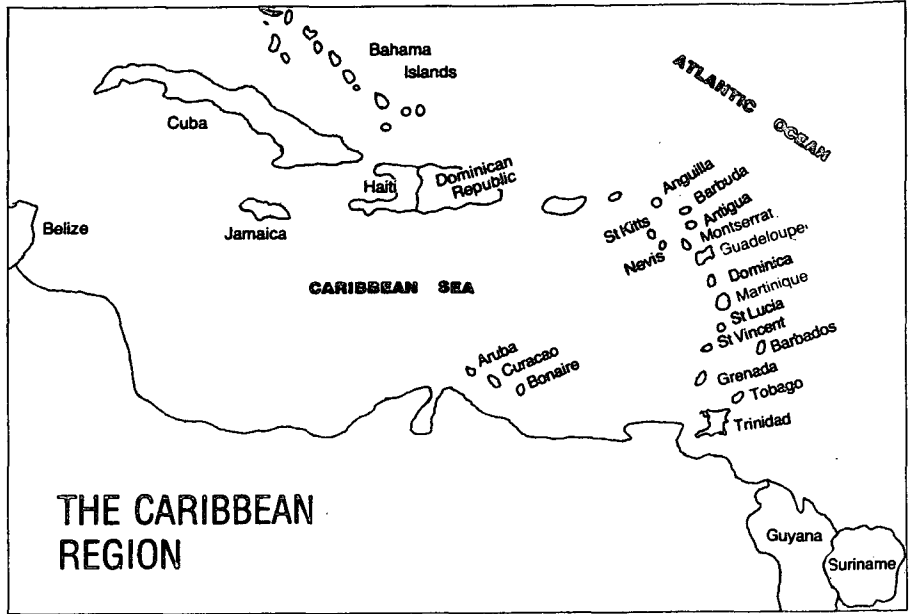 Bahama
Islands
ATLANTIC OCEAN
Cuba
Haiti
Dominican
Republic
Anguilla
Barbuda
Antigua
St Kitts
Montserrat
Nevis
Guadeloupe
Belize
Jamaica
Dominica
CARIBBEAN SEA
Martinique
St Lucia
St Vincent
Barbados
Aruba
Curacao
Bonaire
Grenada
Tobago
Trinidad
THE CARIBBEAN
REGION
Guyana
Suriname